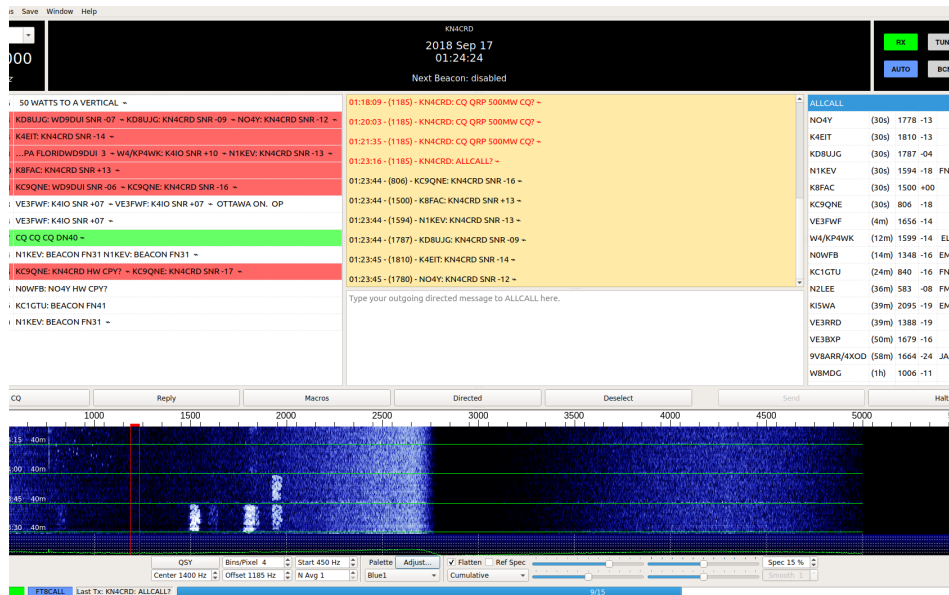 Save Window Help
KN4CRD
2018 Sep 17
01:24:24
Next Beacon: disabled
000
RX TUN
AUTO BCN
50 WATTS TO A VERTICAL ~
KD8UJG: WD9DUI SNR -07 ~ KD8UJG: KN4CRD SNR -09 ~ NO4Y: KN4CRD SNR -12 ~
K4EIT: KN4CRD SNR -14 ~
...PA FLORIDWD9DUI 3 ~ W4/KP4WK: K4IO SNR +10 ~ N1KEV: KN4CRD SNR -13 ~
K8FAC: KN4CRD SNR +13 ~
KC9QNE: WD9DUI SNR -06 ~ KC9QNE: KN4CRD SNR -16 ~
VE3FWF: K4IO SNR +07 ~ VE3FWF: K4IO SNR +07 ~ OTTAWA ON. OP
VE3FWF: K4IO SNR +07 ~
CQ CQ CQ DN40 ~
N1KEV: BEACON FN31 N1KEV: BEACON FN31 ~
KC9QNE: KN4CRD HW CPY? ~ KC9QNE: KN4CRD SNR -17 ~
N0WFB: NO4Y HW CPY?
KC1GTU: BEACON FN41
N1KEV: BEACON FN31 ~
01:18:09 - (1185) - KN4CRD: CQ QRP 500MW CQ? ~
01:20:03 - (1185) - KN4CRD: CQ QRP 500MW CQ? ~
01:21:35 - (1185) - KN4CRD: CQ QRP 500MW CQ? ~
01:23:16 - (1185) - KN4CRD: ALLCALL? ~
01:23:44 - (806) - KC9QNE: KN4CRD SNR -16 ~
01:23:44 - (1500) - K8FAC: KN4CRD SNR +13 ~
01:23:44 - (1594) - N1KEV: KN4CRD SNR -13 ~
01:23:44 - (1787) - KD8UJG: KN4CRD SNR -09 ~
01:23:45 - (1810) - K4EIT: KN4CRD SNR -14 ~
01:23:45 - (1780) - NO4Y: KN4CRD SNR -12 ~
Type your outgoing directed message to ALLCALL here.
ALLCALL
NO4Y (30s) 1778 -13
K4EIT (30s) 1810 -13
KD8UJG (30s) 1787 -04
N1KEV (30s) 1594 -18 FN
K8FAC (30s) 1500 +00
KC9QNE (30s) 806 -18
VE3FWF (4m) 1656 -14
W4/KP4WK (12m) 1599 -14 EL
N0WFB (14m) 1348 -16 EM
KC1GTU (24m) 840 -16 FN
N2LEE (36m) 583 -08 FM
KI5WA (39m) 2095 -19 EM
VE3RRD (39m) 1388 -19
VE3BXP (50m) 1679 -16
9V8ARR/4XOD (58m) 1664 -24 JA
W8MDG (1h) 1006 -11
CQ Reply Macros Directed Deselect Send Halt
1000 1500 2000 2500 3000 3500 4000 4500 5000
:15 40m
:00 40m
:45 40m
:30 40m
QSY Bins/Pixel 4 Start 450 Hz Palette Adjust... Flatten Ref Spec Spec 15 %
Center 1400 Hz Offset 1185 Hz N Avg 1 Blue1 Cumulative Smooth 1
FT8CALL Last Tx: KN4CRD: ALLCALL? 9/15